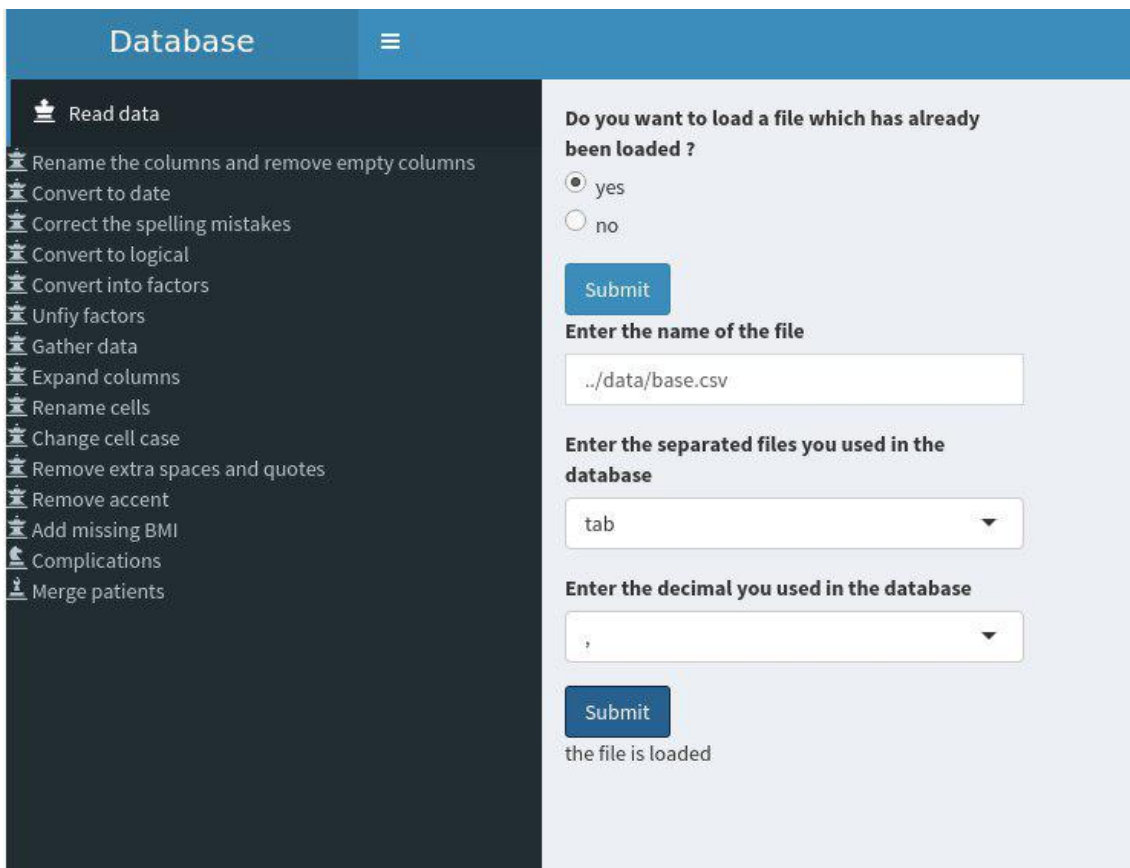 Database
Read data
Rename the columns and remove empty columns
Convert to date
Correct the spelling mistakes
Convert to logical
Convert into factors
Unfiy factors
Gather data
Expand columns
Rename cells
Change cell case
Remove extra spaces and quotes
Remove accent
Add missing BMI
Complications
Merge patients
Do you want to load a file which has already
been loaded ?
yes
no
Submit
Enter the name of the file
../data/base.csv
Enter the separated files you used in the
database
tab
Enter the decimal you used in the database
,
Submit
the file is loaded